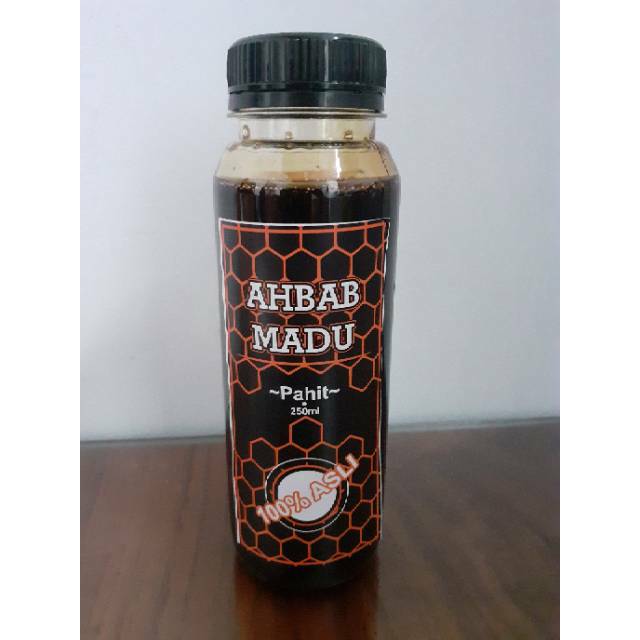 AHBAB
MADU
~Pahit~
250ml
100% ASLI